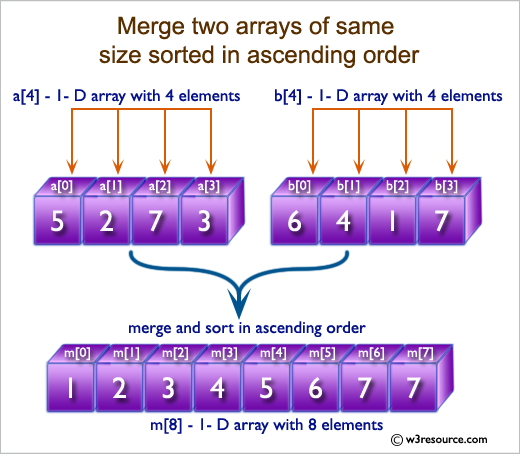 Merge two arrays of same
size sorted in ascending order
a[4] - 1- D array with 4 elements
b[4] - 1- D array with 4 elements
a[0] a[1] a[2] a[3]
5 2 7 3
b[0] b[1] b[2] b[3]
6 4 1 7
merge and sort in ascending order
m[0] m[1] m[2] m[3] m[4] m[5] m[6] m[7]
1 2 3 4 5 6 7 7
m[8] - 1- D array with 8 elements
© w3resource.com